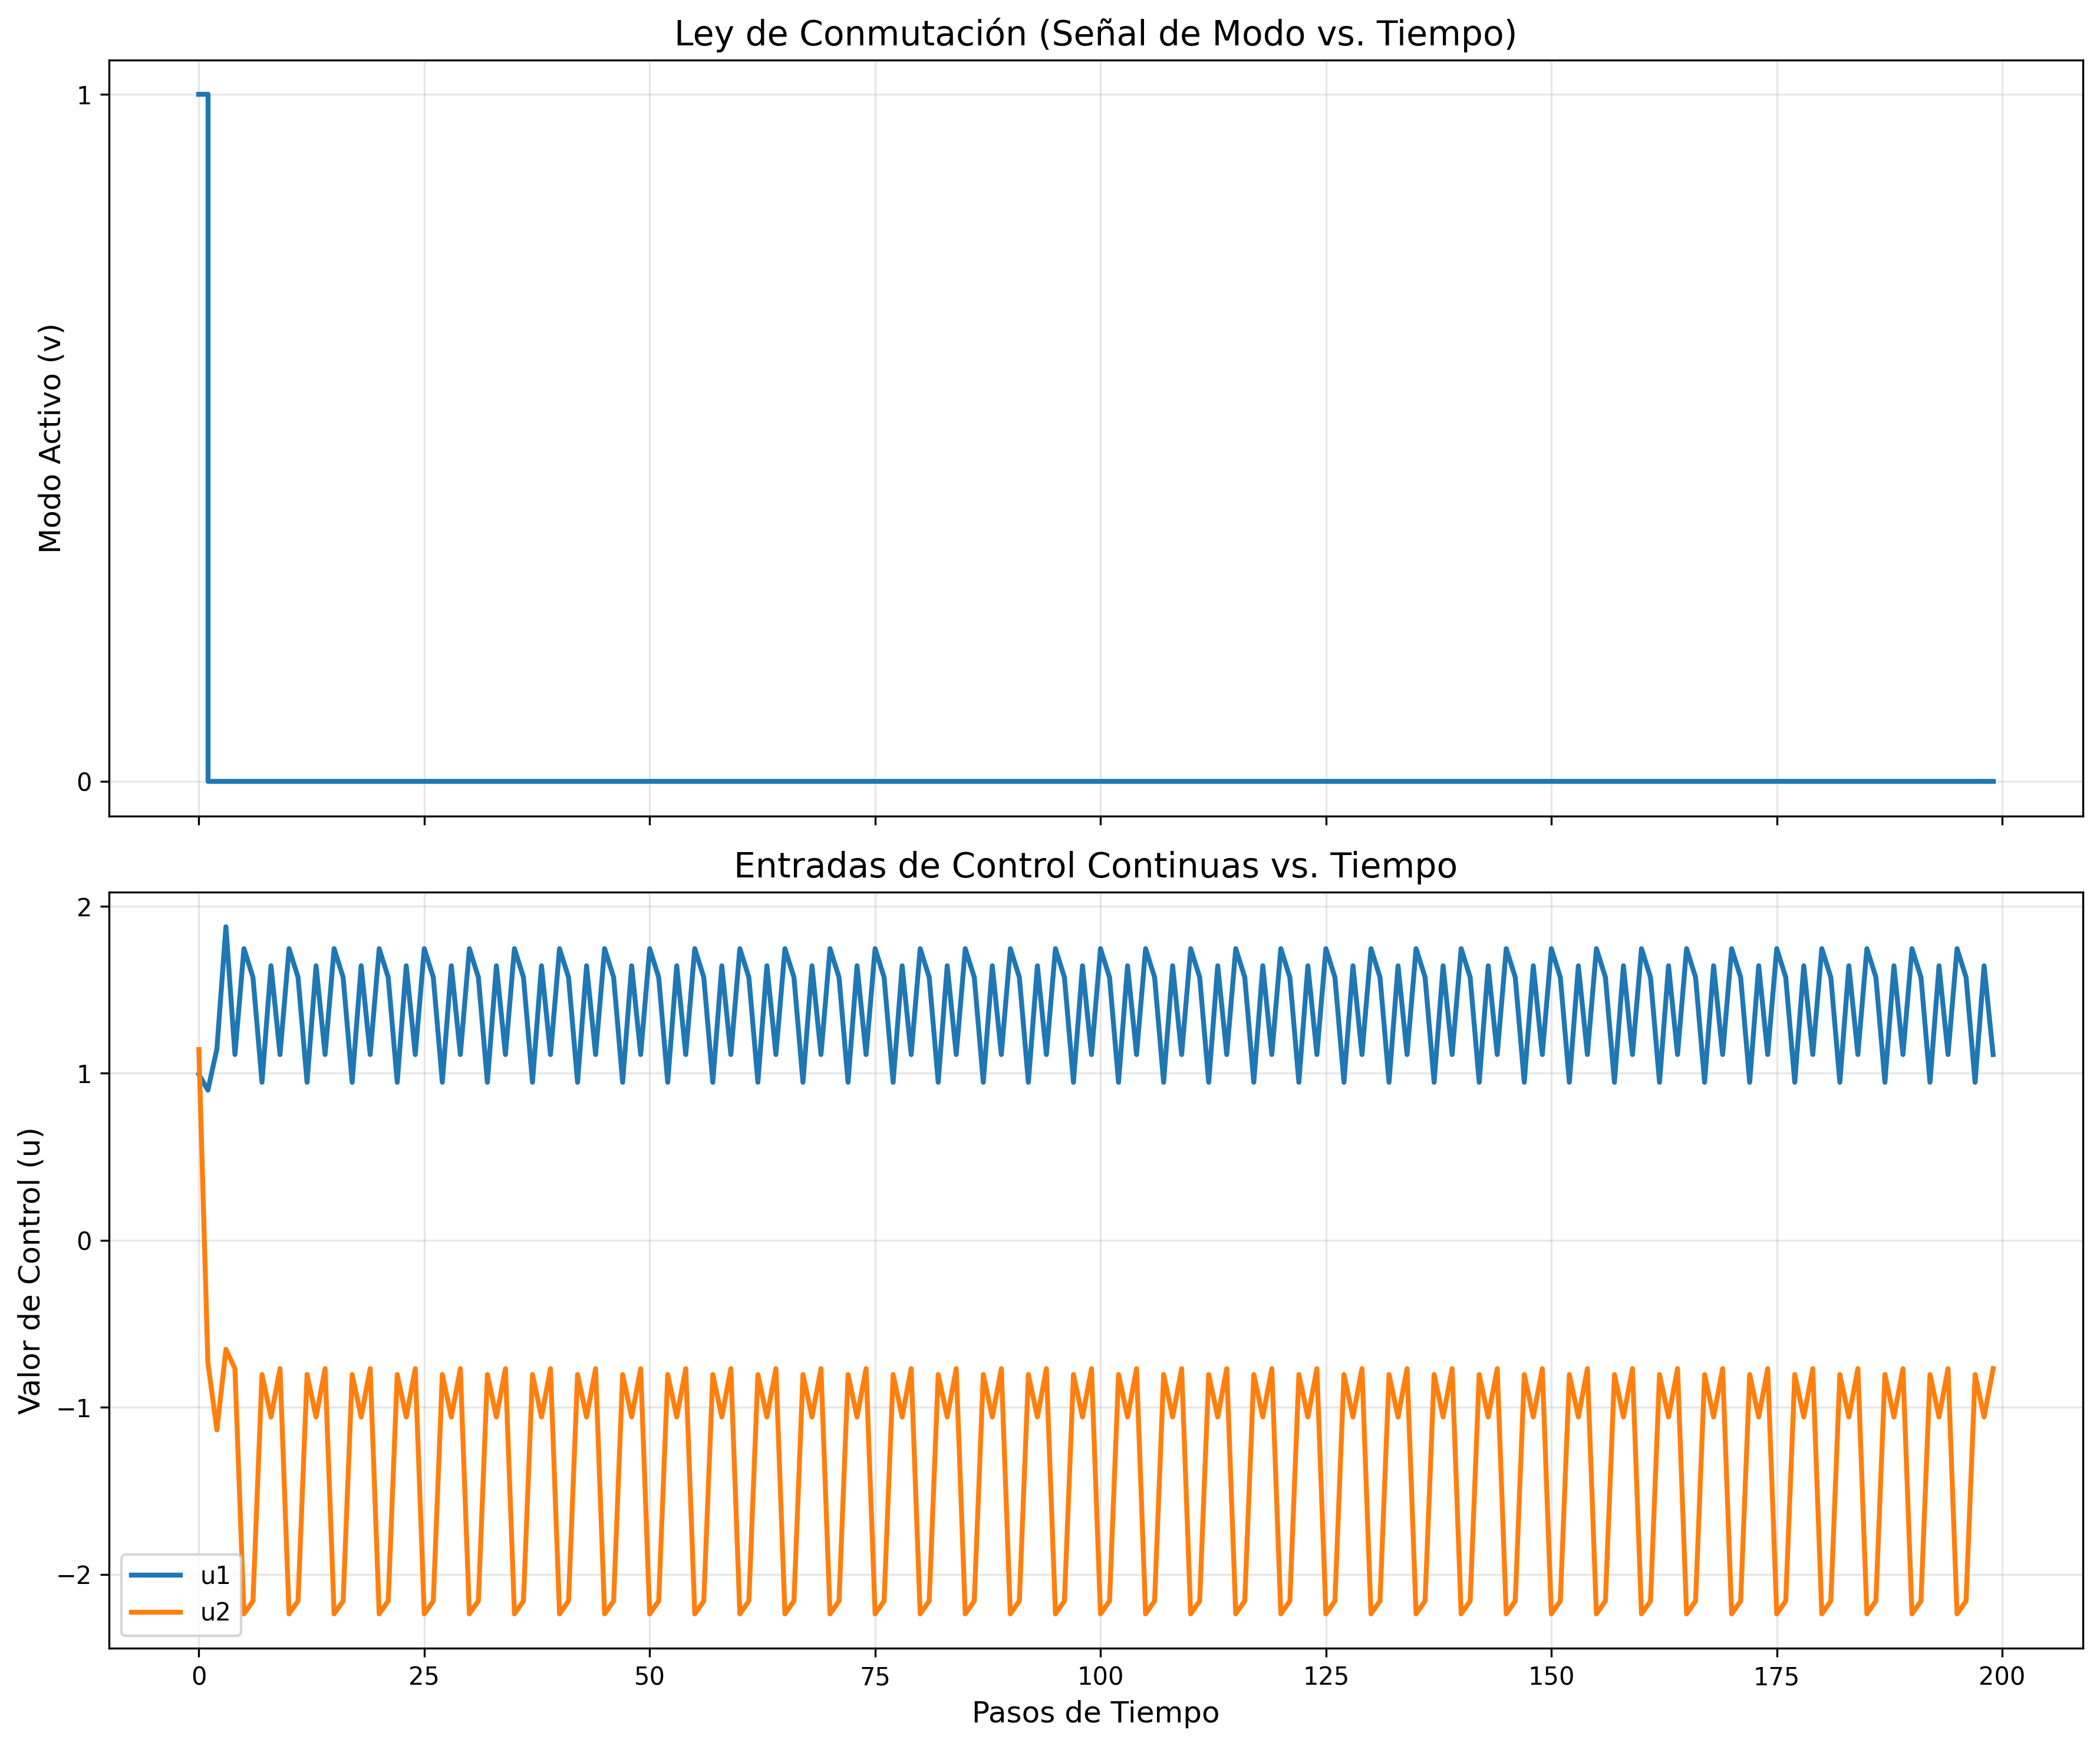 Ley de Conmutación (Señal de Modo vs. Tiempo)
Modo Activo (v)
1
0
Entradas de Control Continuas vs. Tiempo
Valor de Control (u)
2
1
0
−1
−2
u1
u2
0 25 50 75 100 125 150 175 200
Pasos de Tiempo